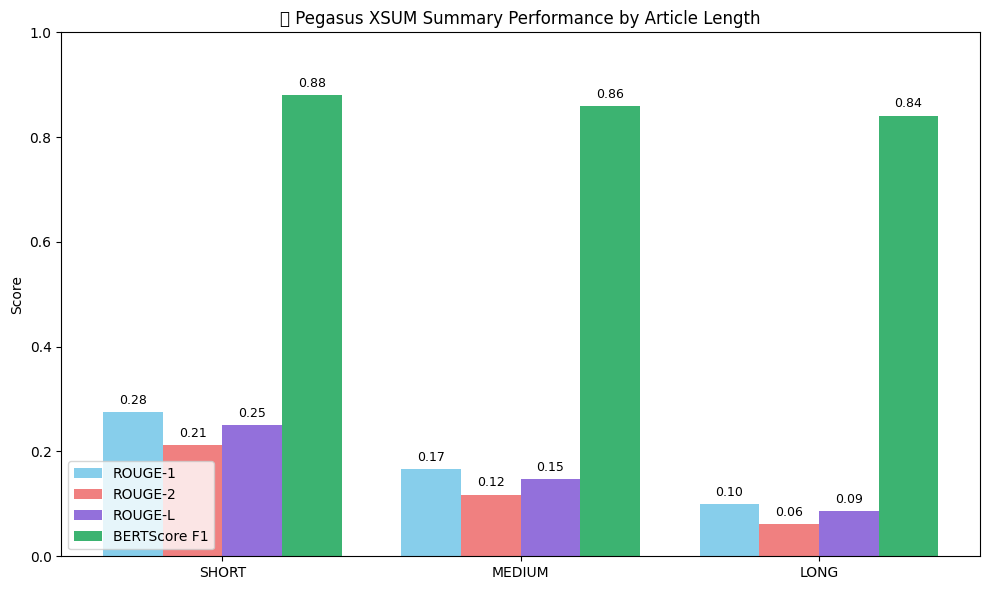 Pegasus XSUM Summary Performance by Article Length
1.0
0.8
0.6
0.4
0.2
0.0
Score
0.28
0.21
0.25
0.88
0.17
0.12
0.15
0.86
0.10
0.06
0.09
0.84
ROUGE-1
ROUGE-2
ROUGE-L
BERTScore F1
SHORT
MEDIUM
LONG